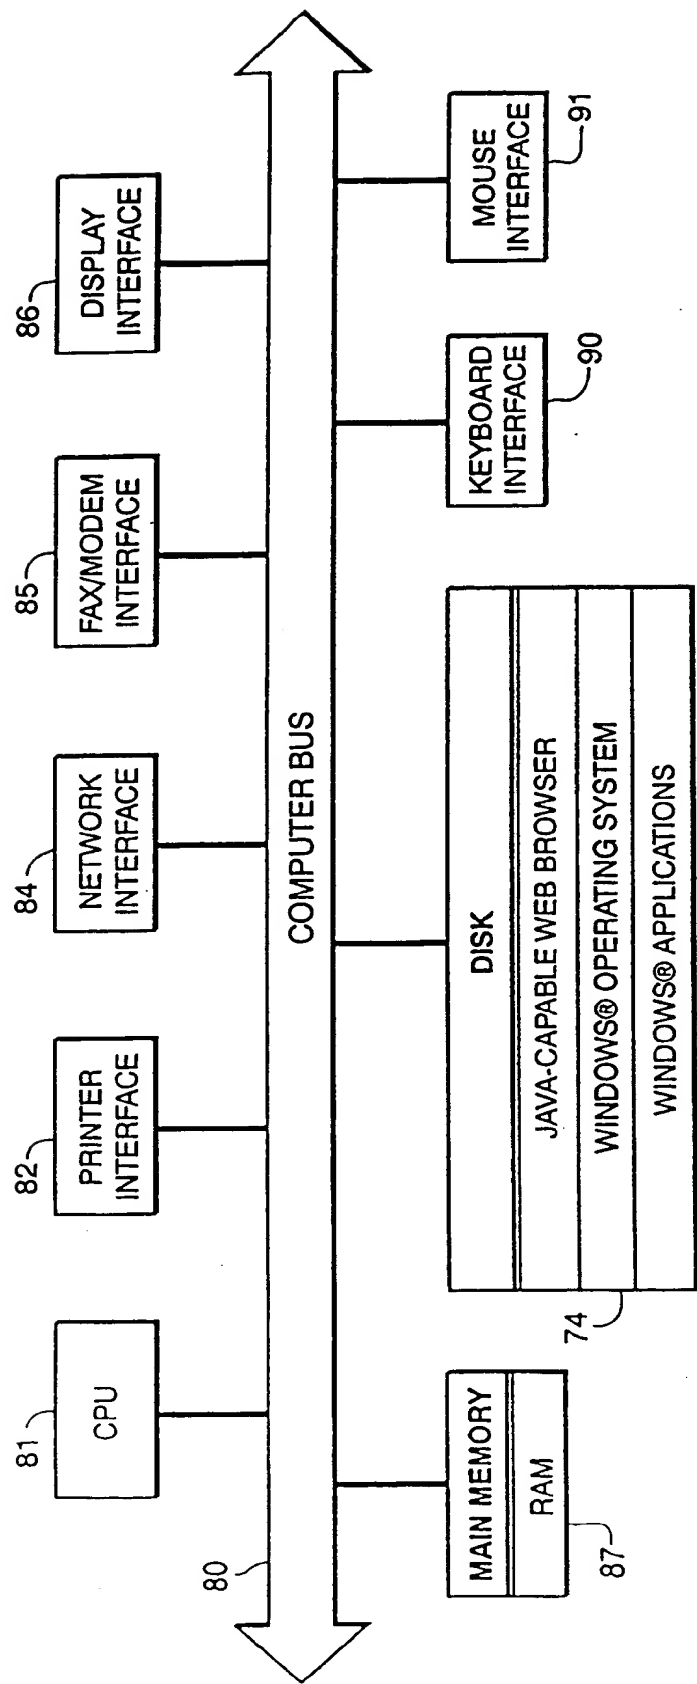 81
CPU
82
PRINTER
INTERFACE
84
NETWORK
INTERFACE
85
FAX/MODEM
INTERFACE
86
DISPLAY
INTERFACE
80
COMPUTER BUS
MAIN MEMORY
RAM
87
DISK
JAVA-CAPABLE WEB BROWSER
WINDOWS® OPERATING SYSTEM
WINDOWS® APPLICATIONS
74
KEYBOARD
INTERFACE
90
MOUSE
INTERFACE
91